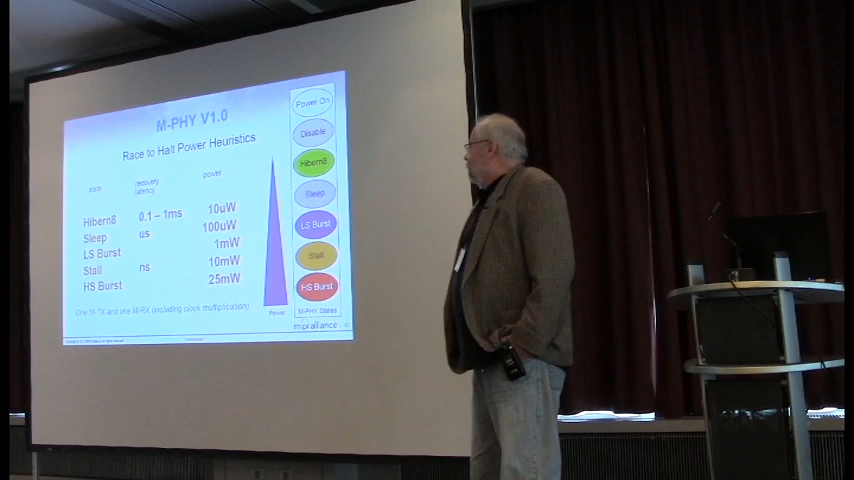 M-PHY V1.0
Race to Halt Power Heuristics
state recovery latency power
Hibern8 0.1 – 1ms 10uW
Sleep us 100uW
LS Burst 1mW
Stall ns 10mW
HS Burst 25mW
One M-TX and one M-RX (including clock multiplication)
Power
Power On
Disable
Hibern8
Sleep
LS Burst
Stall
HS Burst
M-PHY States
mipi alliance